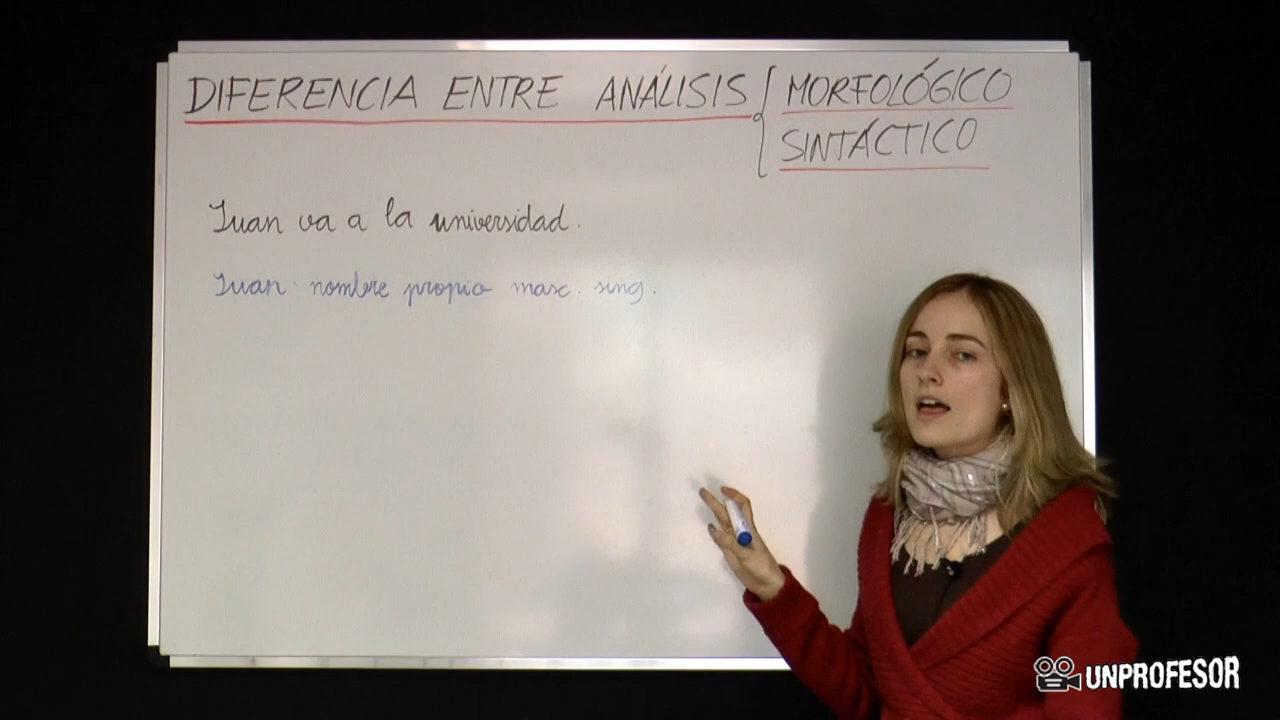 DIFERENCIA ENTRE ANÁLISIS { MORFOLÓGICO
SINTÁCTICO
Juan va a la universidad.
Juan: nombre propio masc. sing.
UNPROFESOR